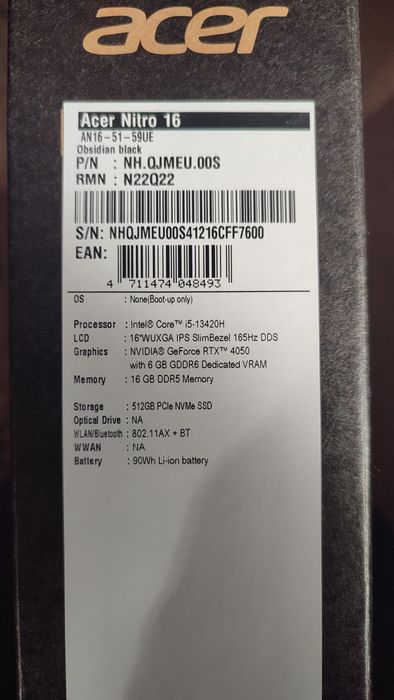 acer
Acer Nitro 16
AN16-51-59UE
Obsidian black
P/N : NH.QJMEU.00S
RMN : N22Q22
S/N: NHQJMEU00S41216CFF7600
EAN:
4 711474 048493
OS : None(Boot-up only)
Processor : Intel® Core™ i5-13420H
LCD : 16"WUXGA IPS SlimBezel 165Hz DDS
Graphics : NVIDIA® GeForce RTX™ 4050
with 6 GB GDDR6 Dedicated VRAM
Memory : 16 GB DDR5 Memory
Storage : 512GB PCIe NVMe SSD
Optical Drive : NA
WLAN/Bluetooth : 802.11AX + BT
WWAN : NA
Battery : 90Wh Li-ion battery